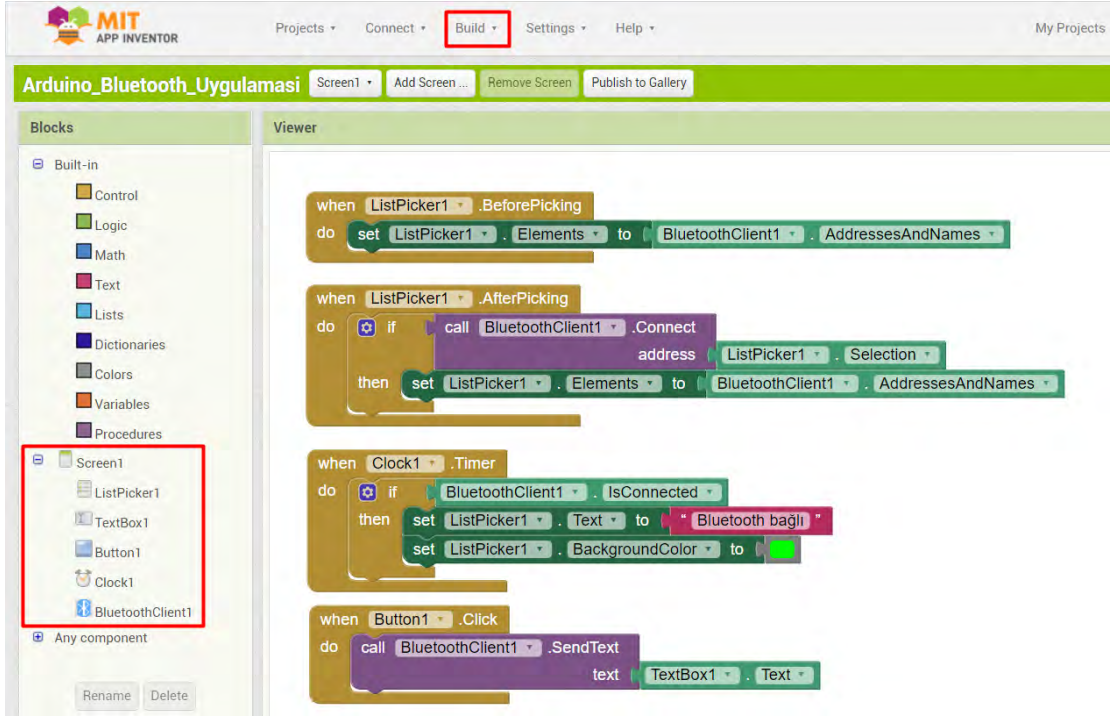 MIT
APP INVENTOR
Projects Connect Build Settings Help My Projects
Arduino_Bluetooth_Uygulamasi Screen1 Add Screen ... Remove Screen Publish to Gallery
Blocks
Built-in
Control
Logic
Math
Text
Lists
Dictionaries
Colors
Variables
Procedures
Screen1
ListPicker1
TextBox1
Button1
Clock1
BluetoothClient1
Any component
Rename Delete
Viewer
when ListPicker1 .BeforePicking
do set ListPicker1 . Elements to BluetoothClient1 . AddressesAndNames
when ListPicker1 .AfterPicking
do if call BluetoothClient1 .Connect
address ListPicker1 . Selection
then set ListPicker1 . Elements to BluetoothClient1 . AddressesAndNames
when Clock1 .Timer
do if BluetoothClient1 . IsConnected
then set ListPicker1 . Text to " Bluetooth bağlı "
set ListPicker1 . BackgroundColor to
when Button1 .Click
do call BluetoothClient1 .SendText
text TextBox1 . Text